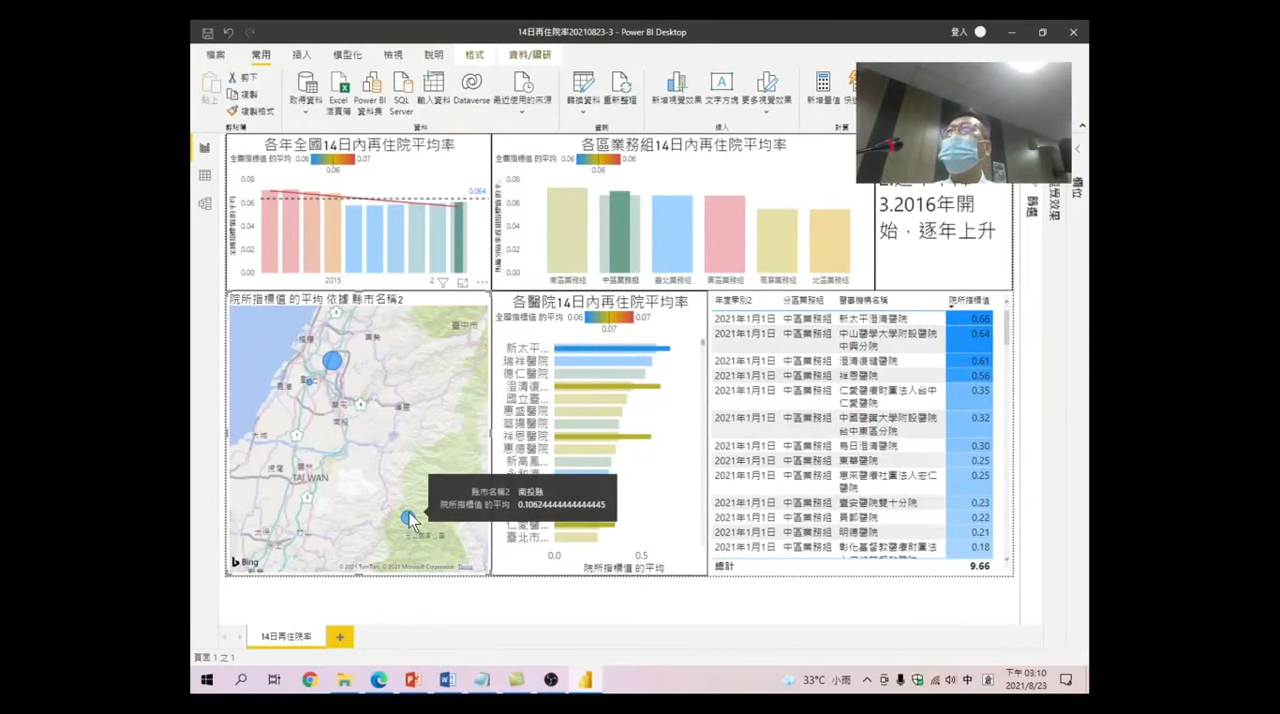 14日再住院率20210823-3 - Power BI Desktop
登入
檔案 常用 插入 模型化 檢視 說明 格式 資料/鑽研
貼上
剪下
複製
複製格式
剪貼簿
取得資料
Excel 活頁簿
Power BI 資料集
SQL Server
輸入資料
Dataverse
最近使用的來源
資料
轉換資料
重新整理
查詢
新增視覺效果
文字方塊
更多視覺效果
插入
新增量值
計算
各年全國14日內再住院平均率
全國指標值 的平均 0.06 0.07
0.06
0.08
0.06
0.04
0.02
0.00
0.064
2015
各區業務組14日內再住院平均率
全國指標值 的平均 0.06 0.06
0.06
0.08
0.06
0.04
0.02
0.00
南區業務組 中區業務組 臺北業務組 東區業務組 高屏業務組 北區業務組
3.2016年開
始，逐年上升
篩選
視覺效果
欄位
院所指標值 的平均 依據 縣市名稱2
臺中市
TAIWAN
縣市名稱2 南投縣
院所指標值 的平均 0.10624444444444445
Bing
© 2021 TomTom, © 2021 Microsoft Corporation Terms
各醫院14日內再住院平均率
全國指標值 的平均 0.06 0.07
0.07
新太平...
瑞祥醫院
德仁醫院
澄清復...
國立臺...
惠盛醫院
華揚醫院
祥恩醫院
惠德醫院
新高鳳...
仁愛醫...
臺北市...
0.0 0.5
院所指標值 的平均
年度季別2 分區業務組 醫事機構名稱 院所指標值
2021年1月1日 中區業務組 新太平澄清醫院 0.66
2021年1月1日 中區業務組 中山醫學大學附設醫院中興分院 0.64
2021年1月1日 中區業務組 澄清復健醫院 0.61
2021年1月1日 中區業務組 祥恩醫院 0.56
2021年1月1日 中區業務組 仁愛醫療財團法人台中仁愛醫院 0.35
2021年1月1日 中區業務組 中國醫藥大學附設醫院台中東區分院 0.32
2021年1月1日 中區業務組 烏日澄清醫院 0.30
2021年1月1日 中區業務組 東華醫院 0.25
2021年1月1日 中區業務組 惠來醫療社團法人宏仁醫院 0.25
2021年1月1日 中區業務組 臺安醫院雙十分院 0.23
2021年1月1日 中區業務組 員郭醫院 0.22
2021年1月1日 中區業務組 明德醫院 0.21
2021年1月1日 中區業務組 彰化基督教醫療財團法 0.18
總計 9.66
14日再住院率
頁面 1 之 1
33°C 小雨
中
下午 03:10
2021/8/23